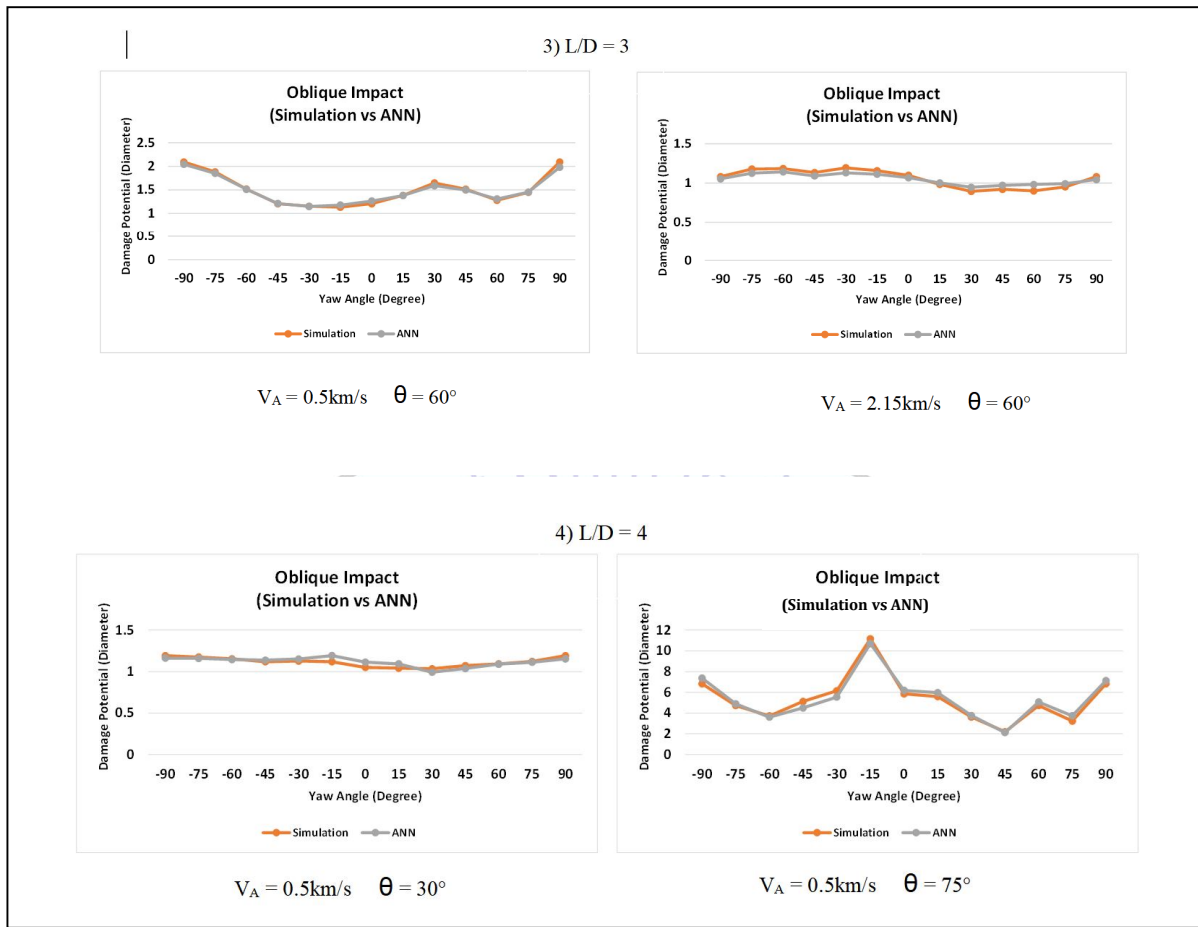 3) L/D = 3
Oblique Impact
(Simulation vs ANN)
Damage Potential (Diameter)
2.5
2
1.5
1
0.5
0
-90 -75 -60 -45 -30 -15 0 15 30 45 60 75 90
Yaw Angle (Degree)
Simulation ANN
V_A = 0.5km/s θ = 60°
Oblique Impact
(Simulation vs ANN)
Damage Potential (Diameter)
1.5
1
0.5
0
-90 -75 -60 -45 -30 -15 0 15 30 45 60 75 90
Yaw Angle (Degree)
Simulation ANN
V_A = 2.15km/s θ = 60°
4) L/D = 4
Oblique Impact
(Simulation vs ANN)
Damage Potential (Diameter)
1.5
1
0.5
0
-90 -75 -60 -45 -30 -15 0 15 30 45 60 75 90
Yaw Angle (Degree)
Simulation ANN
V_A = 0.5km/s θ = 30°
Oblique Impact
(Simulation vs ANN)
Damage Potential (Diameter)
12
10
8
6
4
2
0
-90 -75 -60 -45 -30 -15 0 15 30 45 60 75 90
Yaw Angle (Degree)
Simulation ANN
V_A = 0.5km/s θ = 75°